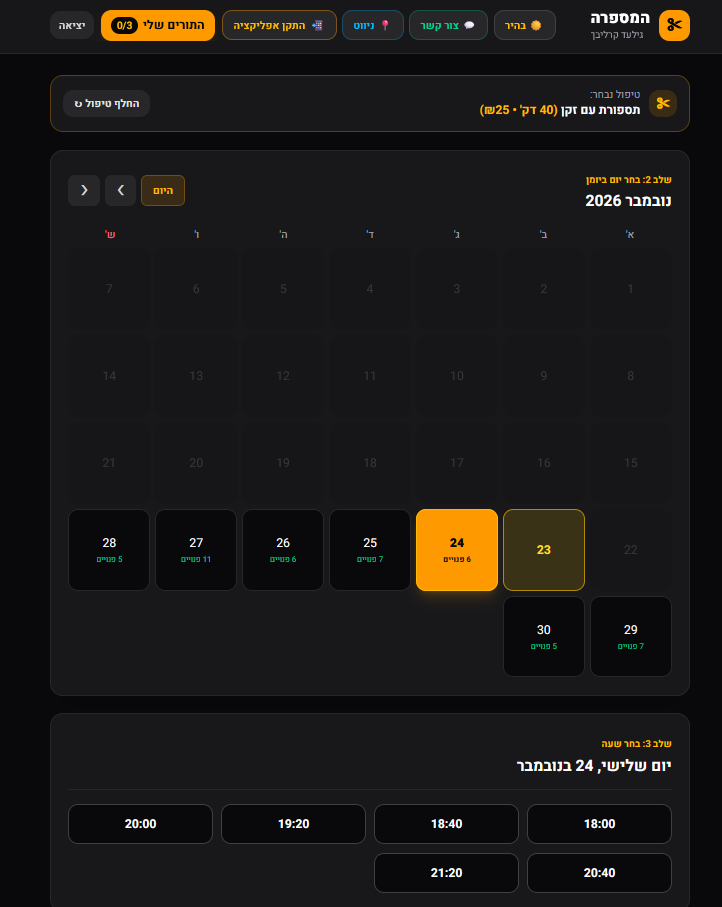 המספרה
גילעד קרליבך
בהיר
צור קשר
ניווט
התקן אפליקציה
התורים שלי 0/3
יציאה
טיפול נבחר:
תספורת עם זקן (40 דק' • ₪25)
החלף טיפול ↻
שלב 2: בחר יום ביומן
נובמבר 2026
היום
א' ב' ג' ד' ה' ו' ש'
1 2 3 4 5 6 7
8 9 10 11 12 13 14
15 16 17 18 19 20 21
22 23 24 25 26 27 28
6 פנויים 7 פנויים 6 פנויים 11 פנויים 5 פנויים
29 30
7 פנויים 5 פנויים
שלב 3: בחר שעה
יום שלישי, 24 בנובמבר
18:00 18:40 19:20 20:00
20:40 21:20